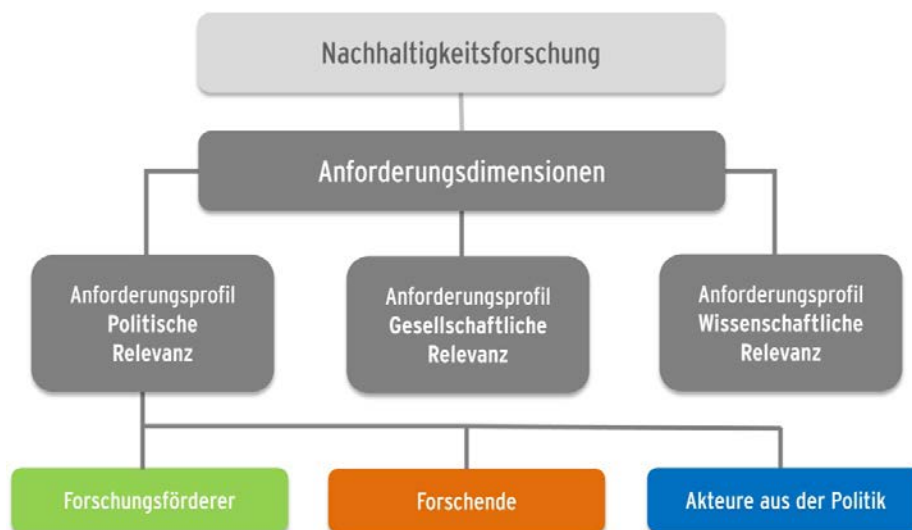 Nachhaltigkeitsforschung
Anforderungsdimensionen
Anforderungsprofil
Politische
Relevanz
Anforderungsprofil
Gesellschaftliche
Relevanz
Anforderungsprofil
Wissenschaftliche
Relevanz
Forschungsförderer
Forschende
Akteure aus der Politik